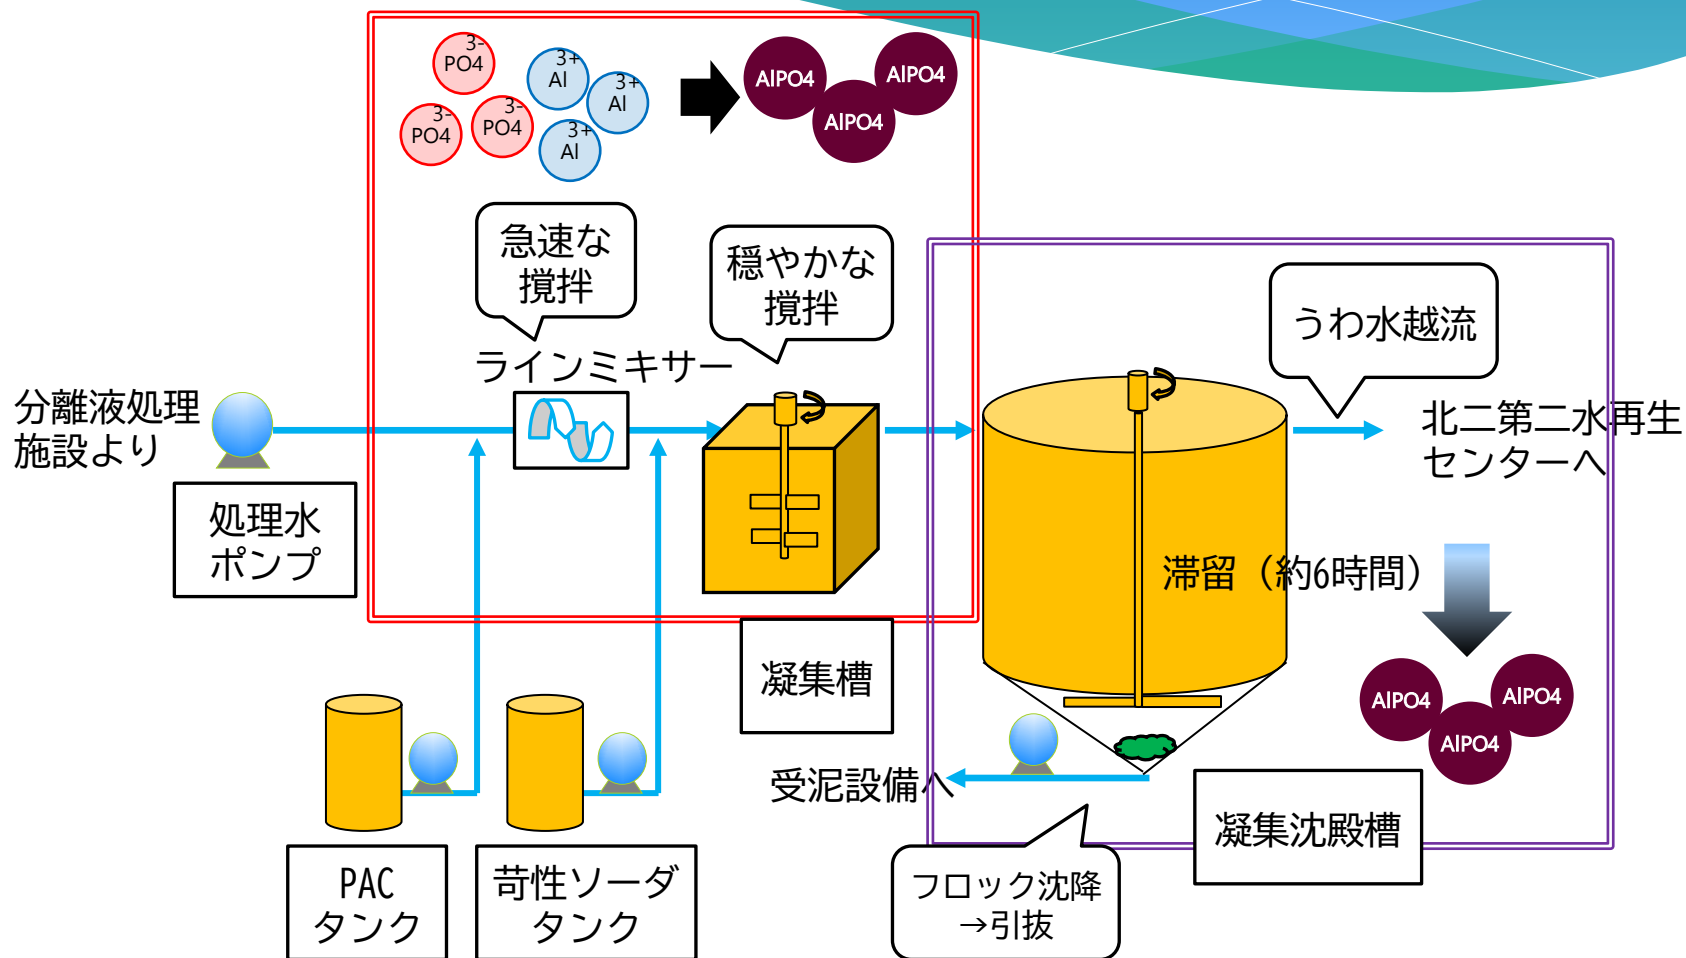 3-
PO4
3+
Al
3+
Al
3-
PO4
3-
PO4
3+
Al
AlPO4
AlPO4
AlPO4
急速な
撹拌
穏やかな
撹拌
うわ水越流
ラインミキサー
分離液処理
施設より
北二第二水再生
センターへ
処理水
ポンプ
滞留（約6時間）
凝集槽
AlPO4
AlPO4
AlPO4
受泥設備へ
凝集沈殿槽
PAC
タンク
苛性ソーダ
タンク
フロック沈降
→引抜